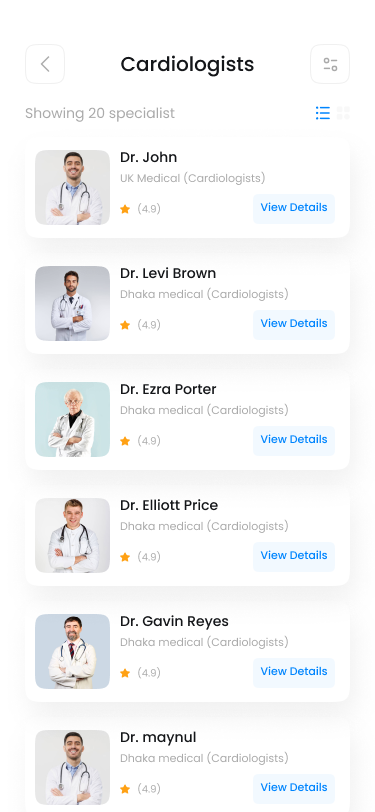 Cardiologists
Showing 20 specialist
Dr. John
UK Medical (Cardiologists)
(4.9)
View Details
Dr. Levi Brown
Dhaka medical (Cardiologists)
(4.9)
View Details
Dr. Ezra Porter
Dhaka medical (Cardiologists)
(4.9)
View Details
Dr. Elliott Price
Dhaka medical (Cardiologists)
(4.9)
View Details
Dr. Gavin Reyes
Dhaka medical (Cardiologists)
(4.9)
View Details
Dr. maynul
Dhaka medical (Cardiologists)
(4.9)
View Details